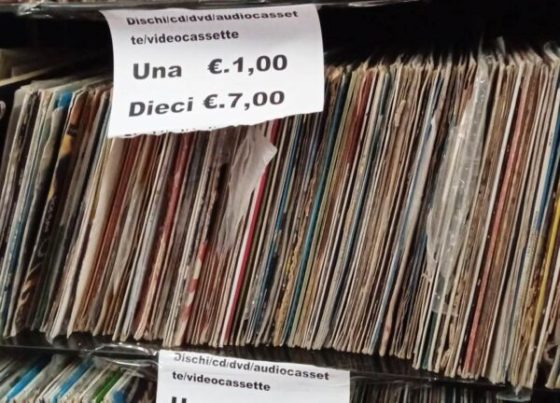 Dischi/cd/dvd/audiocasset
te/videocassette
Una €.1,00
Dieci €.7,00
Dischi/cd/dvd/audiocasset
te/videocassette